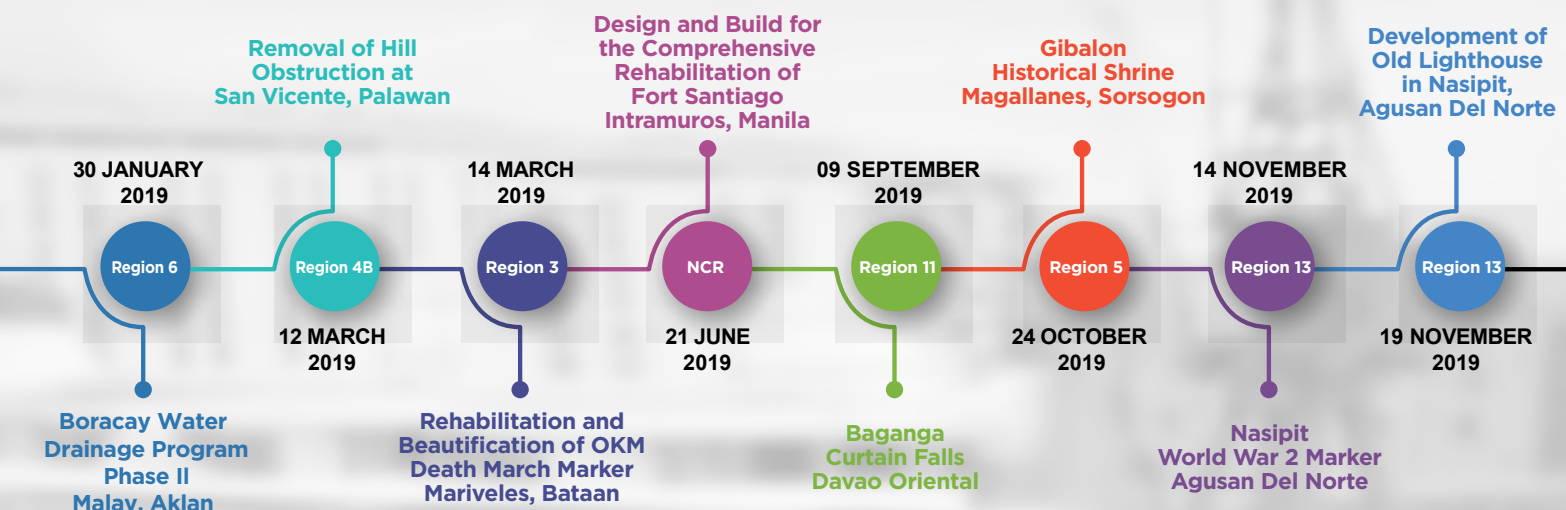 30 JANUARY
2019
Region 6
Boracay Water
Drainage Program
Phase II
Malay, Aklan
Removal of Hill
Obstruction at
San Vicente, Palawan
Region 4B
12 MARCH
2019
14 MARCH
2019
Region 3
Rehabilitation and
Beautification of OKM
Death March Marker
Mariveles, Bataan
Design and Build for
the Comprehensive
Rehabilitation of
Fort Santiago
Intramuros, Manila
NCR
21 JUNE
2019
09 SEPTEMBER
2019
Region 11
Baganga
Curtain Falls
Davao Oriental
Gibalon
Historical Shrine
Magallanes, Sorsogon
Region 5
24 OCTOBER
2019
14 NOVEMBER
2019
Region 13
Nasipit
World War 2 Marker
Agusan Del Norte
Development of
Old Lighthouse
in Nasipit,
Agusan Del Norte
Region 13
19 NOVEMBER
2019